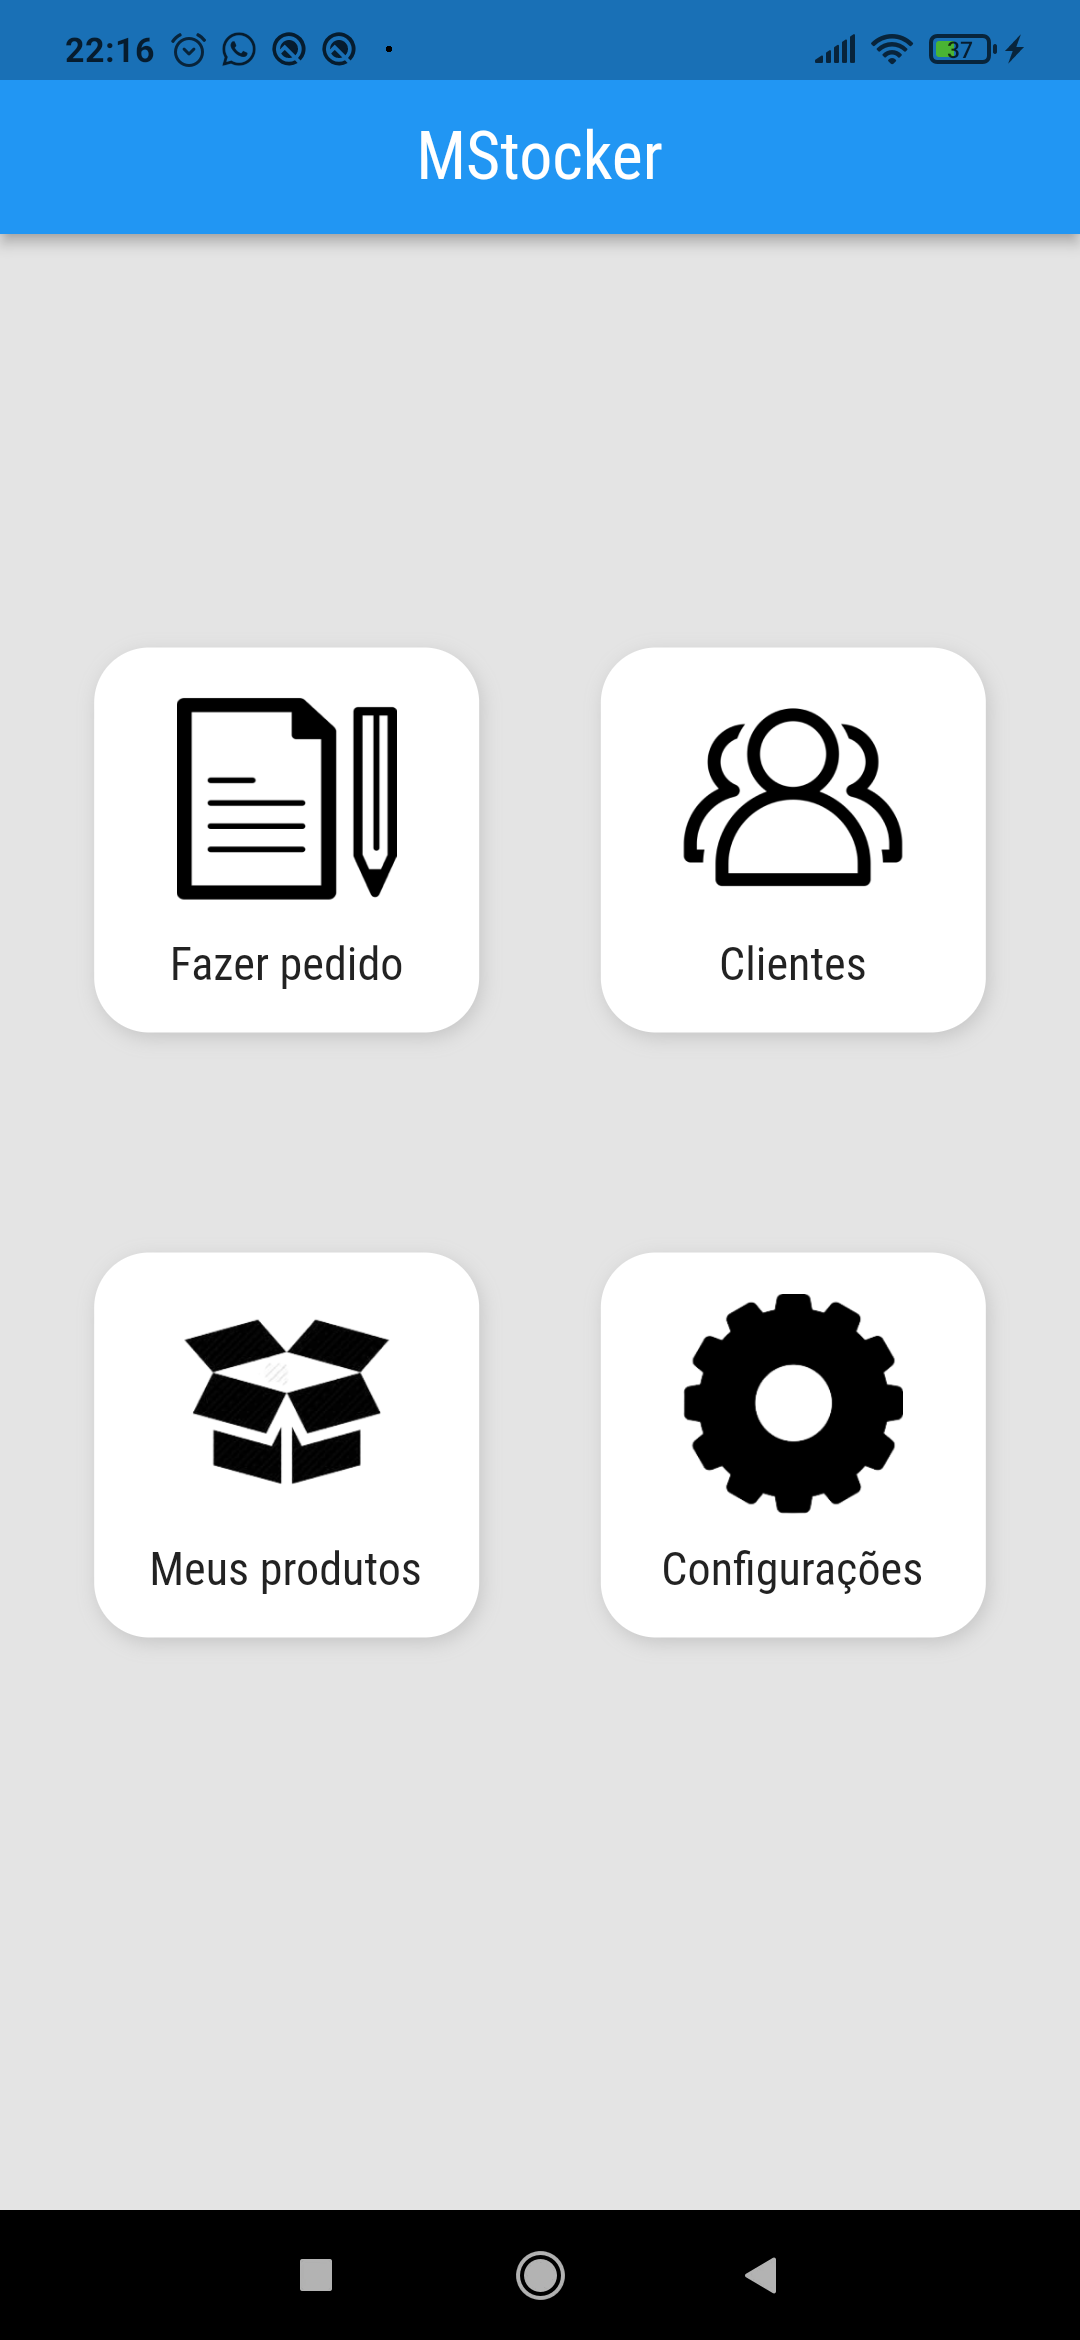 22:16
37
MStocker
Fazer pedido
Clientes
Meus produtos
Configurações